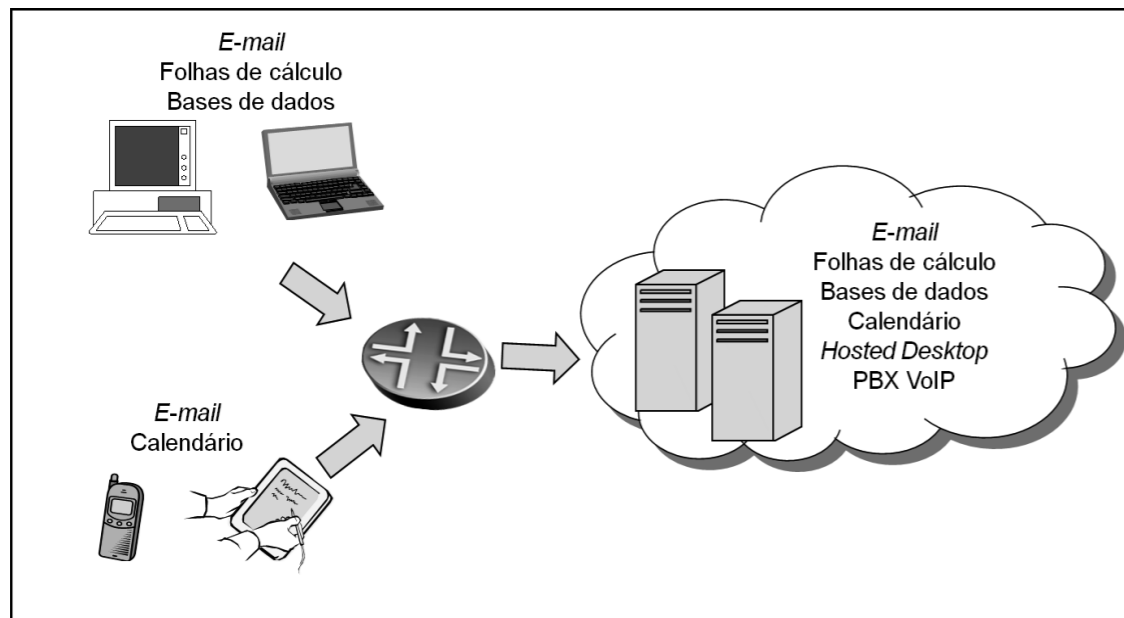 E-mail
Folhas de cálculo
Bases de dados
E-mail
Calendário
E-mail
Folhas de cálculo
Bases de dados
Calendário
Hosted Desktop
PBX VoIP